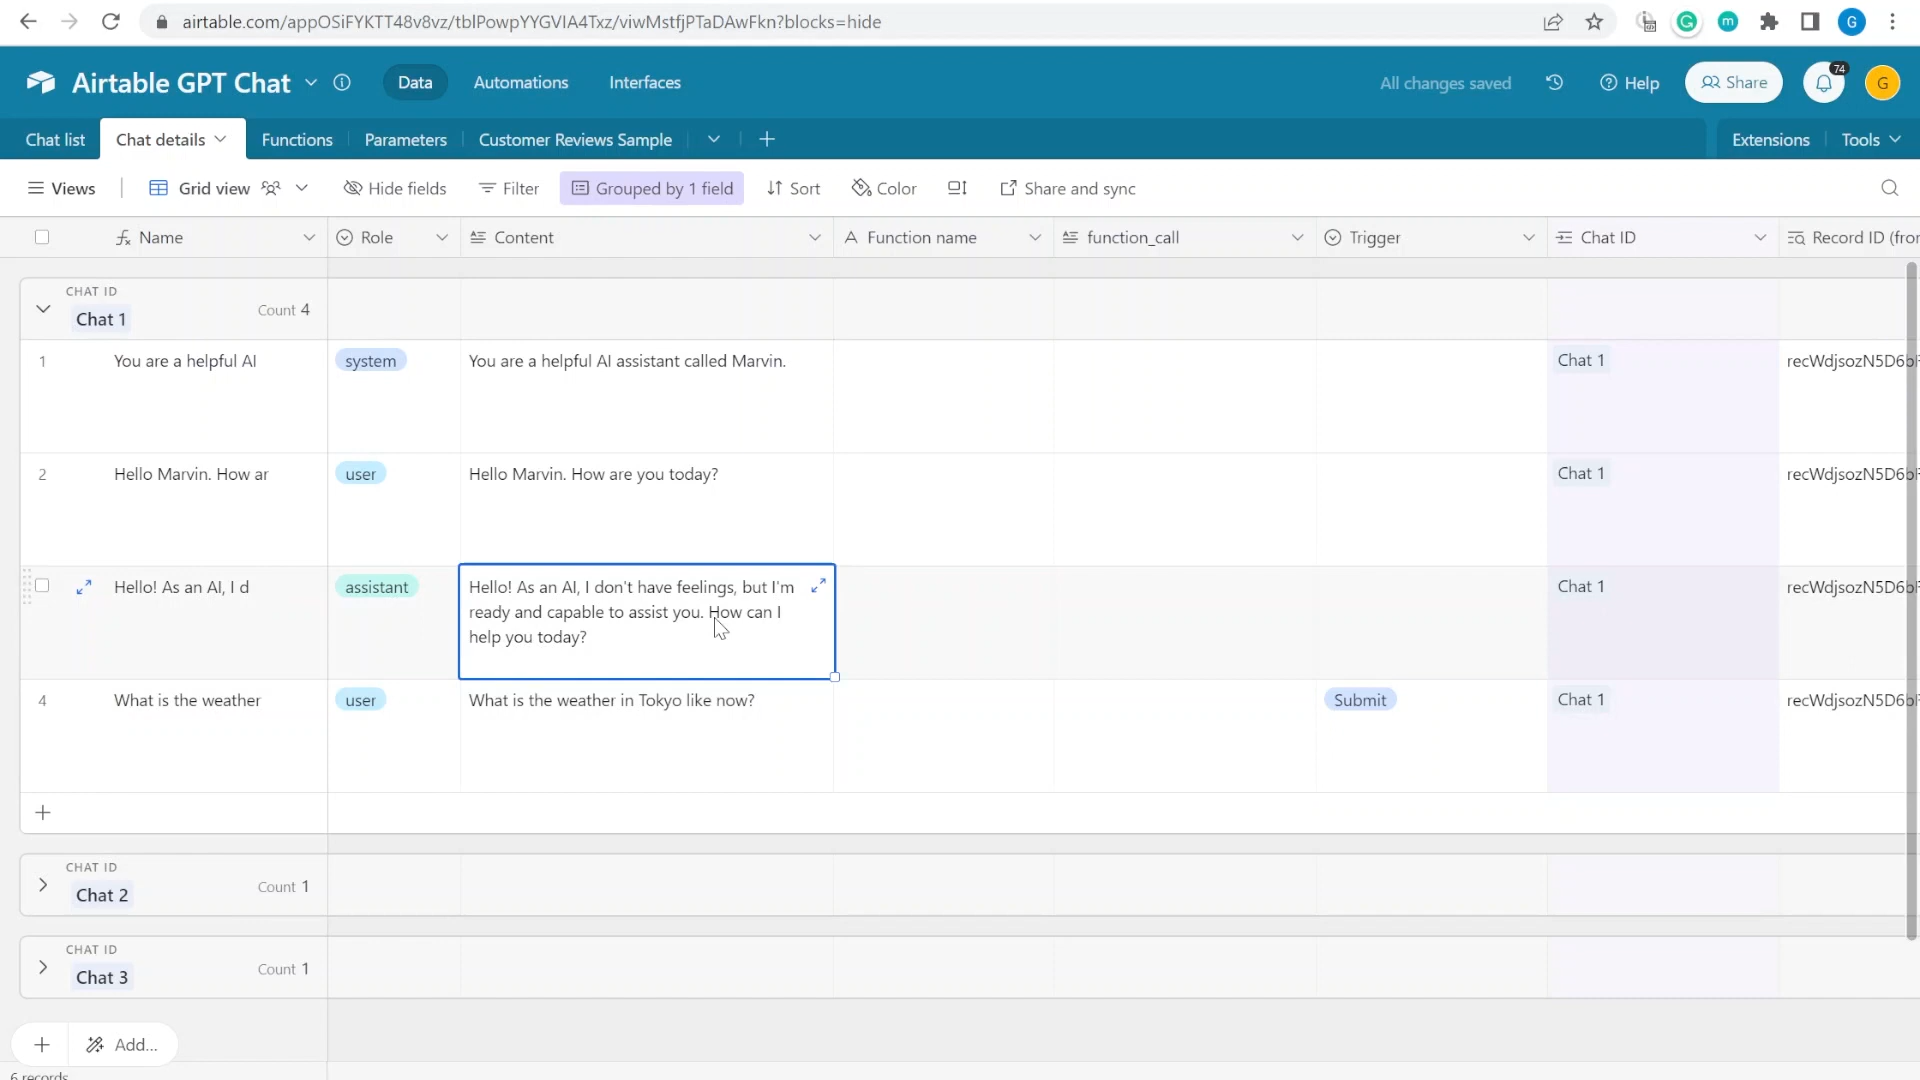 airtable.com/appOSiFYKTT48v8vz/tblPowpYYGVIA4Txz/viwMstfjPTaDAwFkn?blocks=hide
G
m
G
Airtable GPT Chat
Data
Automations
Interfaces
All changes saved
Help
Share
74
G
Chat list
Chat details
Functions
Parameters
Customer Reviews Sample
Extensions
Tools
Views
Grid view
Hide fields
Filter
Grouped by 1 field
Sort
Color
Share and sync
Name
Role
Content
A Function name
function_call
Trigger
Chat ID
Record ID (fror
CHAT ID
Chat 1
Count 4
1
You are a helpful AI
system
You are a helpful AI assistant called Marvin.
Chat 1
recWdjsozN5D6bF
2
Hello Marvin. How ar
user
Hello Marvin. How are you today?
Chat 1
recWdjsozN5D6bF
Hello! As an AI, I d
assistant
Hello! As an AI, I don't have feelings, but I'm
ready and capable to assist you. How can I
help you today?
Chat 1
recWdjsozN5D6bF
4
What is the weather
user
What is the weather in Tokyo like now?
Submit
Chat 1
recWdjsozN5D6bF
CHAT ID
Chat 2
Count 1
CHAT ID
Chat 3
Count 1
Add...
6 records